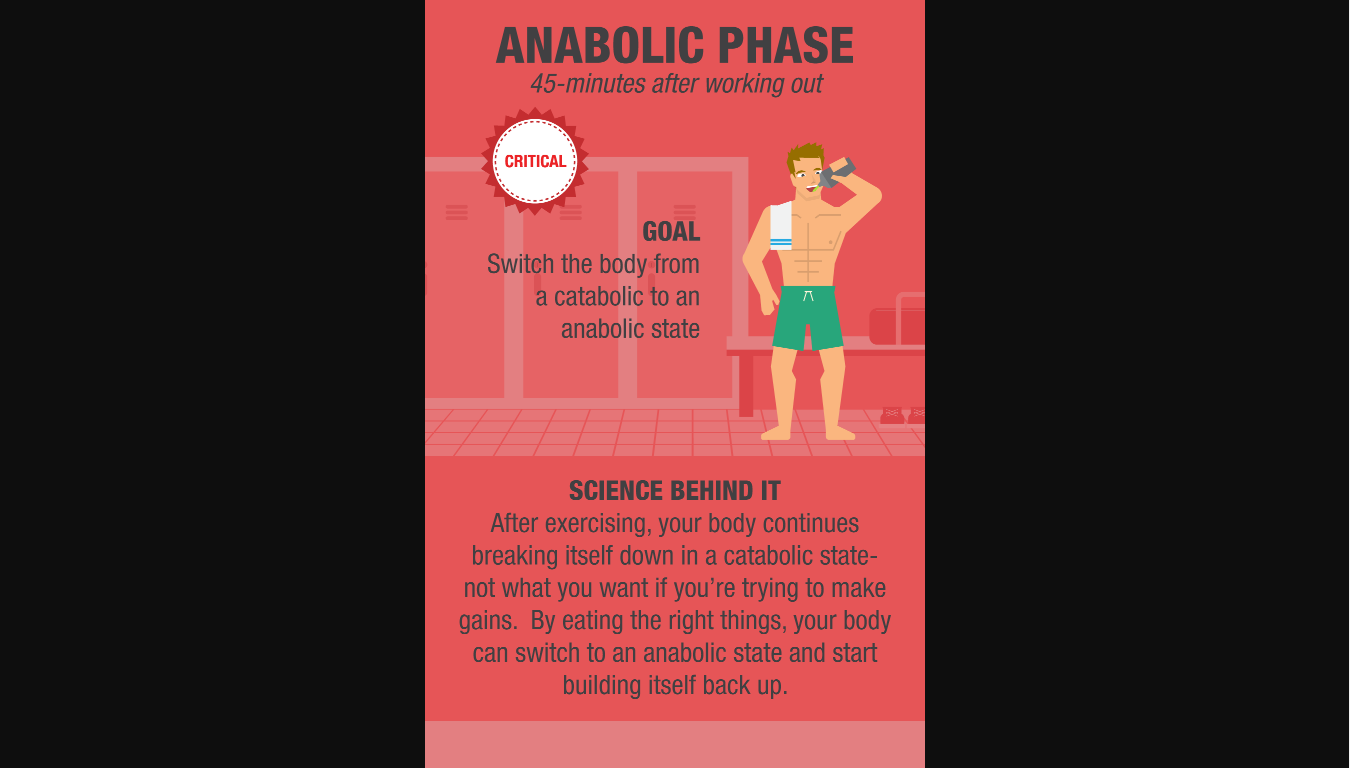 ANABOLIC PHASE
45-minutes after working out
CRITICAL
GOAL
Switch the body from
a catabolic to an
anabolic state
SCIENCE BEHIND IT
After exercising, your body continues
breaking itself down in a catabolic state-
not what you want if you’re trying to make
gains.  By eating the right things, your body
can switch to an anabolic state and start
building itself back up.